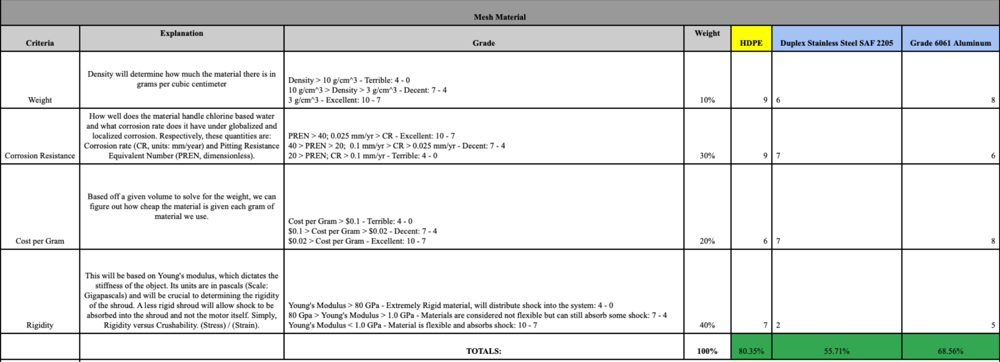 Mesh Material
Criteria
Explanation
Grade
Weight
HDPE
Duplex Stainless Steel SAF 2205
Grade 6061 Aluminum
Weight
Density will determine how much the material there is in
grams per cubic centimeter
Density > 10 g/cm^3 - Terrible: 4 - 0
10 g/cm^3 > Density > 3 g/cm^3 - Decent: 7 - 4
3 g/cm^3 - Excellent: 10 - 7
10%
9
6
8
Corrosion Resistance
How well does the material handle chlorine based water
and what corrosion rate does it have under globalized and
localized corrosion. Respectively, these quantities are:
Corrosion rate (CR, units: mm/year) and Pitting Resistance
Equivalent Number (PREN, dimensionless).
PREN > 40; 0.025 mm/yr > CR - Excellent: 10 - 7
40 > PREN > 20; 0.1 mm/yr > CR > 0.025 mm/yr - Decent: 7 - 4
20 > PREN; CR > 0.1 mm/yr - Terrible: 4 - 0
30%
9
7
6
Cost per Gram
Based off a given volume to solve for the weight, we can
figure out how cheap the material is given each gram of
material we use.
Cost per Gram > $0.1 - Terrible: 4 - 0
$0.1 > Cost per Gram > $0.02 - Decent: 7 - 4
$0.02 > Cost per Gram - Excellent: 10 - 7
20%
6
7
8
Rigidity
This will be based on Young's modulus, which dictates the
stiffness of the object. Its units are in pascals (Scale:
Gigapascals) and will be crucial to determining the rigidity
of the shroud. A less rigid shroud will allow shock to be
absorbed into the shroud and not the motor itself. Simply,
Rigidity versus Crushability. (Stress) / (Strain).
Young's Modulus > 80 GPa - Extremely Rigid material, will distribute shock into the system: 4 - 0
80 Gpa > Young's Modulus > 1.0 GPa - Materials are considered not flexible but can still absorb some shock: 7 - 4
Young's Modulus < 1.0 GPa - Material is flexible and absorbs shock: 10 - 7
40%
7
2
5
TOTALS:
100%
80.35%
55.71%
68.56%